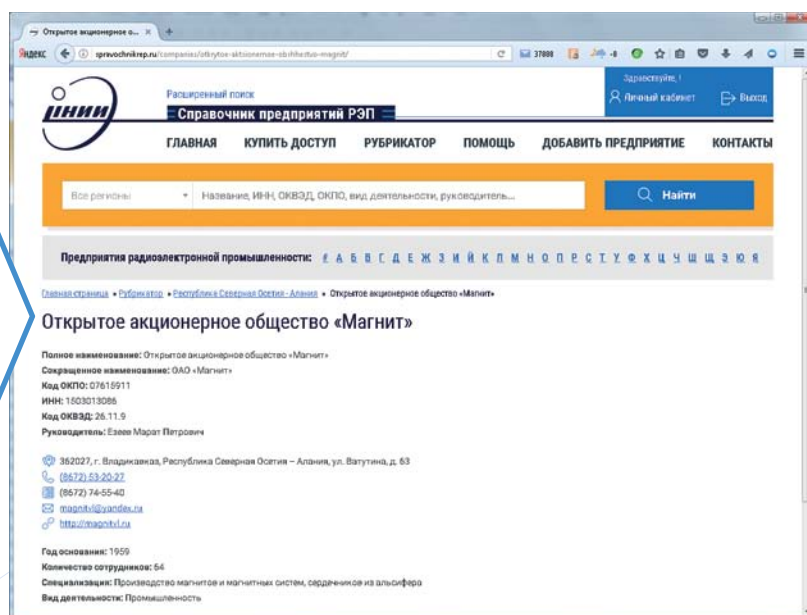 Открытое акционерное о...
Яндекс
spravochnikrep.ru/companies/otkrytoe-aktsionernoe-obshhestvo-magnit/
37808
Здравствуйте, !
Личный кабинет
Выход
ЦНИИ
Расширенный поиск
Справочник предприятий РЭП
ГЛАВНАЯ КУПИТЬ ДОСТУП РУБРИКАТОР ПОМОЩЬ ДОБАВИТЬ ПРЕДПРИЯТИЕ КОНТАКТЫ
Все регионы Название, ИНН, ОКВЭД, ОКПО, вид деятельности, руководитель... Найти
Предприятия радиоэлектронной промышленности: # А Б В Г Д Е Ж З И Й К Л М Н О П Р С Т У Ф Х Ц Ч Ш Щ Э Ю Я
Главная страница • Рубрикатор • Республика Северная Осетия - Алания • Открытое акционерное общество «Магнит»
Открытое акционерное общество «Магнит»
Полное наименование: Открытое акционерное общество «Магнит»
Сокращенное наименование: ОАО «Магнит»
Код ОКПО: 07615911
ИНН: 1503013086
Код ОКВЭД: 26.11.9
Руководитель: Езеев Марат Петрович
362027, г. Владикавказ, Республика Северная Осетия – Алания, ул. Ватутина, д. 63
(8672) 53-20-27
(8672) 74-55-40
magnitvl@yandex.ru
http://magnitvl.ru
Год основания: 1959
Количество сотрудников: 64
Специализация: Производство магнитов и магнитных систем, сердечников из альсифера
Вид деятельности: Промышленность